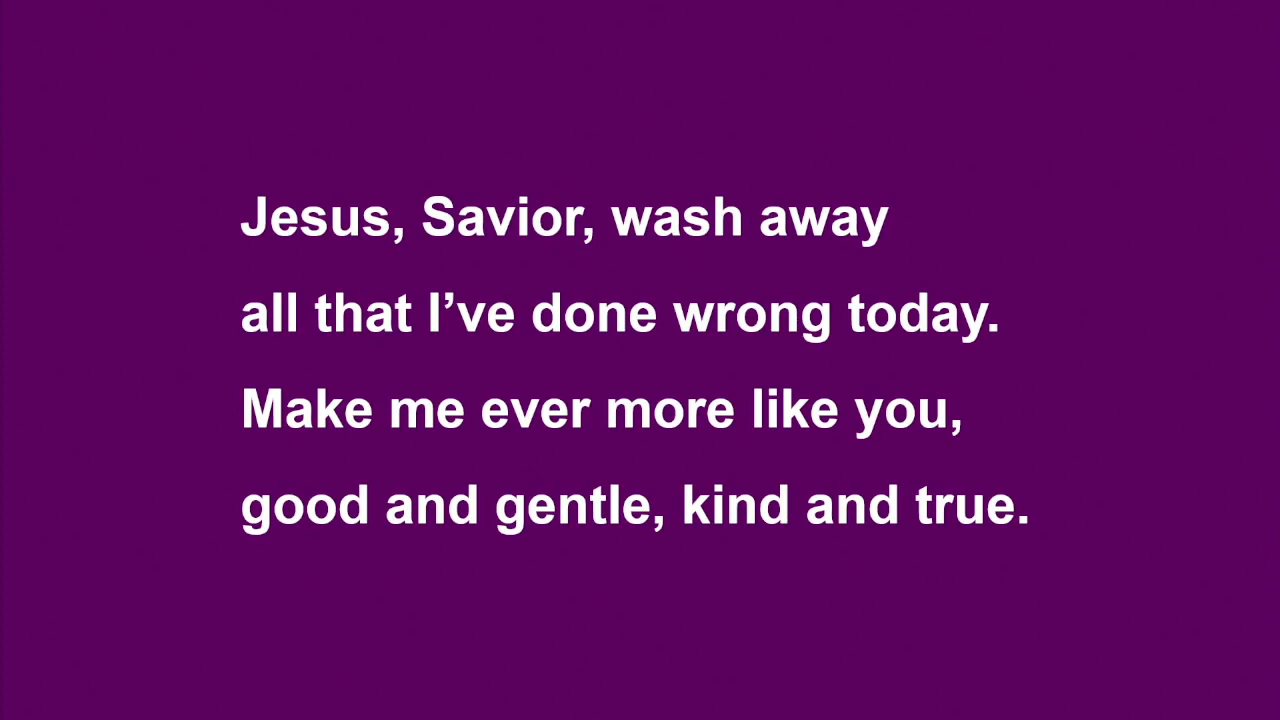 Jesus, Savior, wash away
all that I’ve done wrong today.
Make me ever more like you,
good and gentle, kind and true.